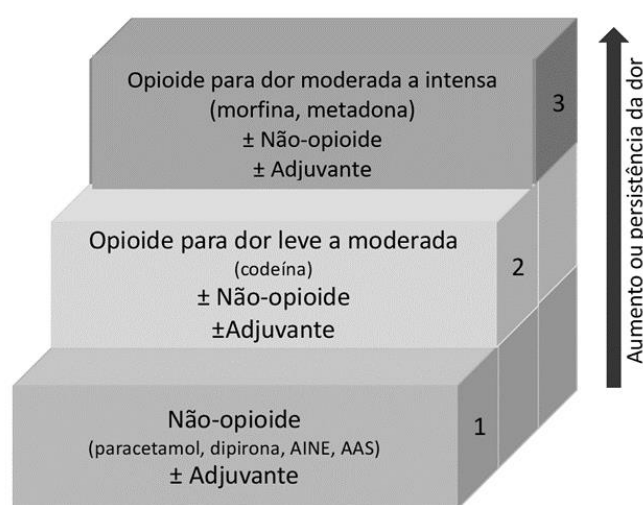 Opioide para dor moderada a intensa
(morfina, metadona)
± Não-opioide
± Adjuvante
3
Opioide para dor leve a moderada
(codeína)
± Não-opioide
±Adjuvante
2
Não-opioide
(paracetamol, dipirona, AINE, AAS)
± Adjuvante
1
Aumento ou persistência da dor